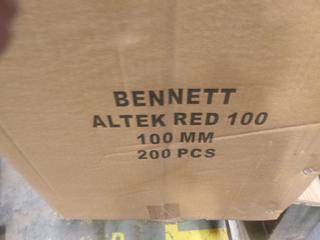 BENNETT
ALTEK RED 100
100 MM
200 PCS